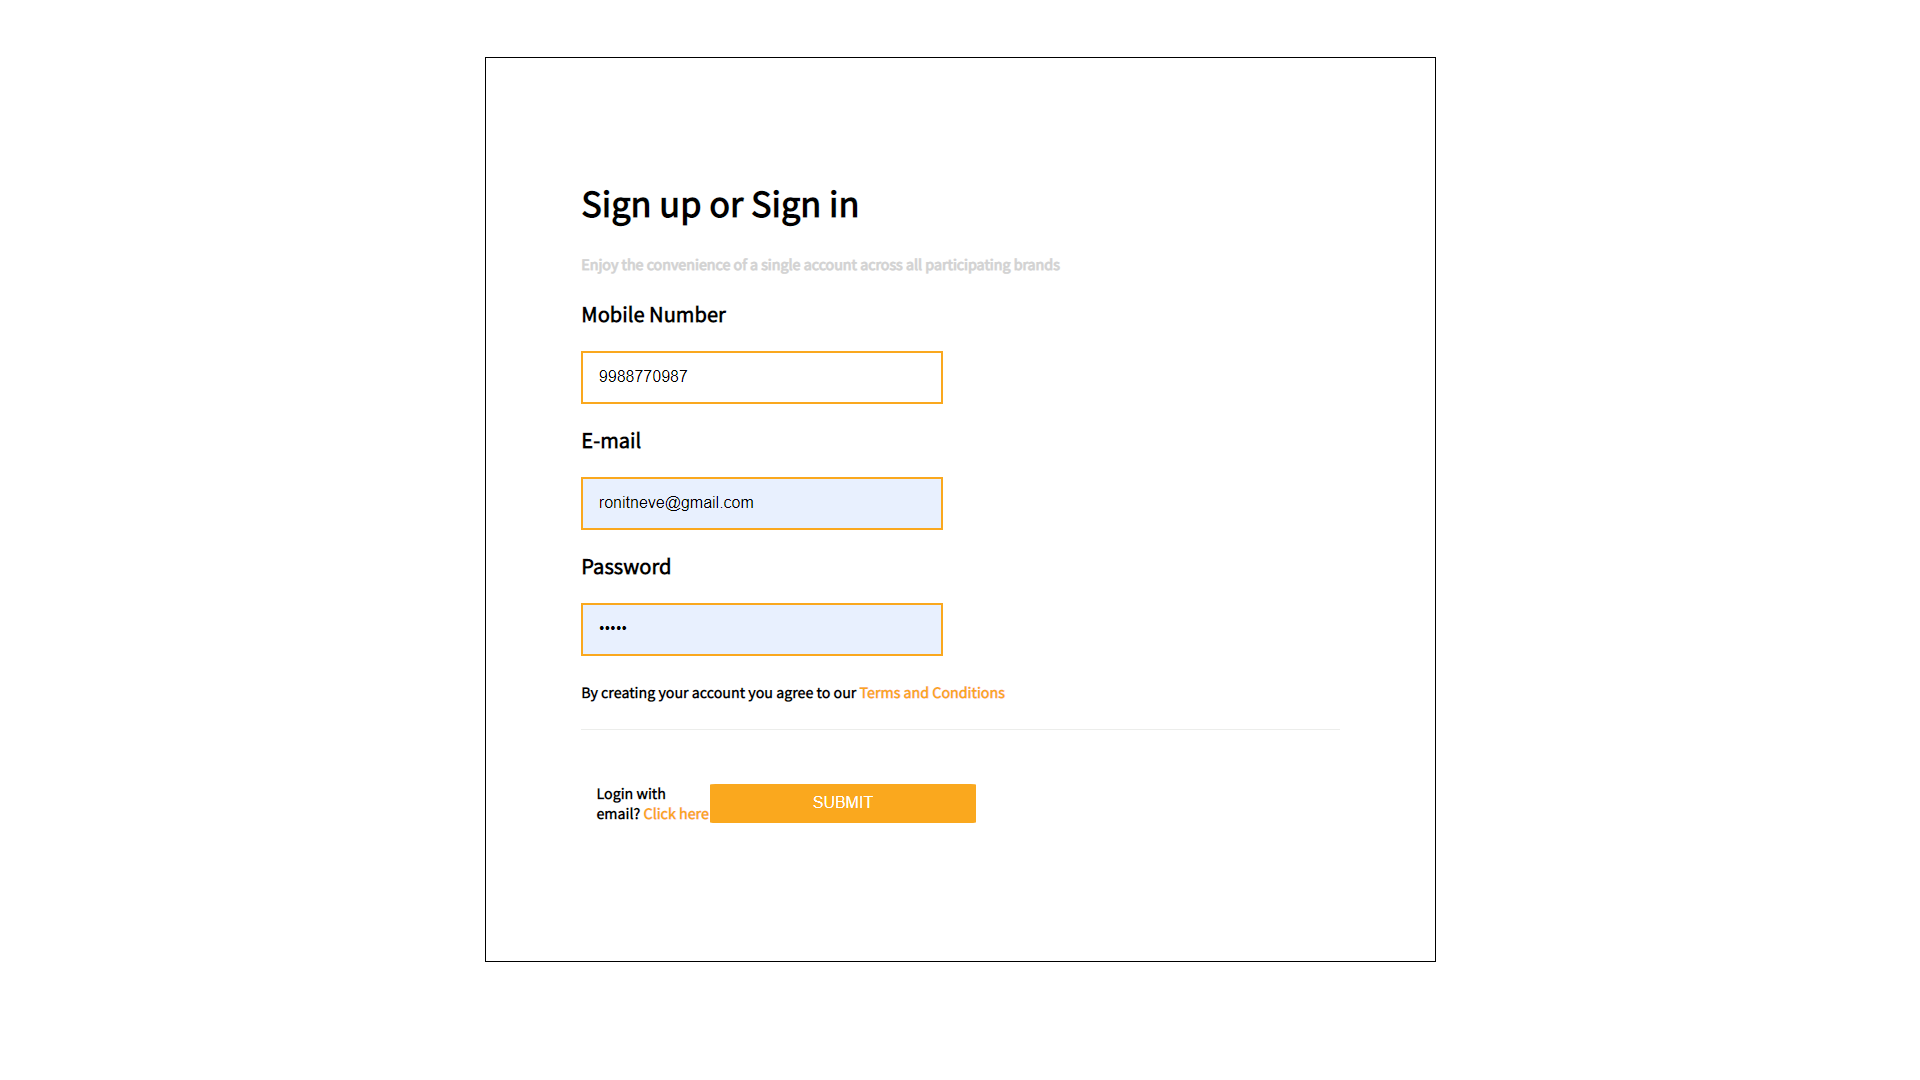 Sign up or Sign in
Enjoy the convenience of a single account across all participating brands
Mobile Number
9988770987
E-mail
ronitneve@gmail.com
Password
•••••
By creating your account you agree to our Terms and Conditions
Login with
email? Click here
SUBMIT